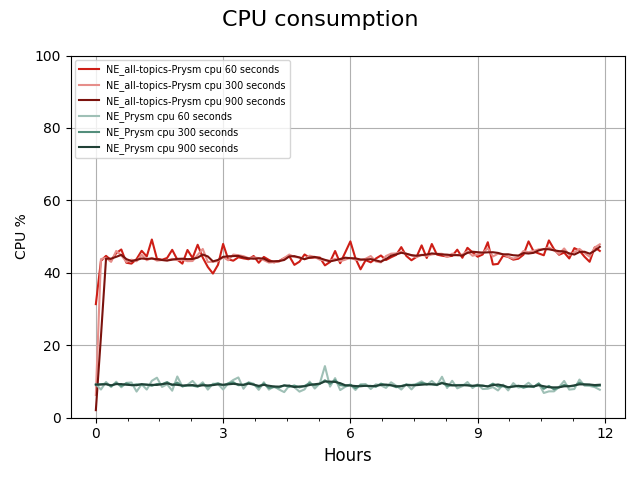 CPU consumption
100
80
60
40
20
0
CPU %
NE_all-topics-Prysm cpu 60 seconds
NE_all-topics-Prysm cpu 300 seconds
NE_all-topics-Prysm cpu 900 seconds
NE_Prysm cpu 60 seconds
NE_Prysm cpu 300 seconds
NE_Prysm cpu 900 seconds
0 3 6 9 12
Hours